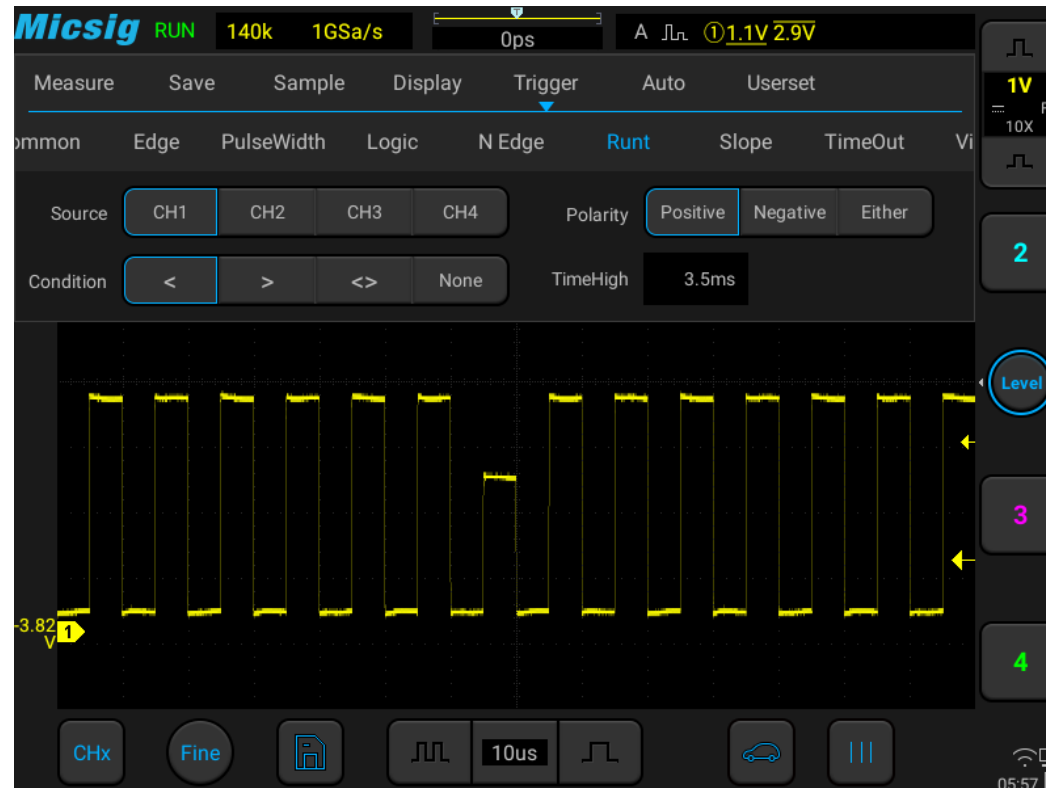 Micsig RUN 140k 1GSa/s T 0ps A ①1.1V 2.9V
Measure Save Sample Display Trigger Auto Userset
ommon Edge PulseWidth Logic N Edge Runt Slope TimeOut Vi
1V
F
10X
Source CH1 CH2 CH3 CH4 Polarity Positive Negative Either
Condition < > <> None TimeHigh 3.5ms
2
Level
3
-3.82
V
1
4
CHx Fine 10us
05:57